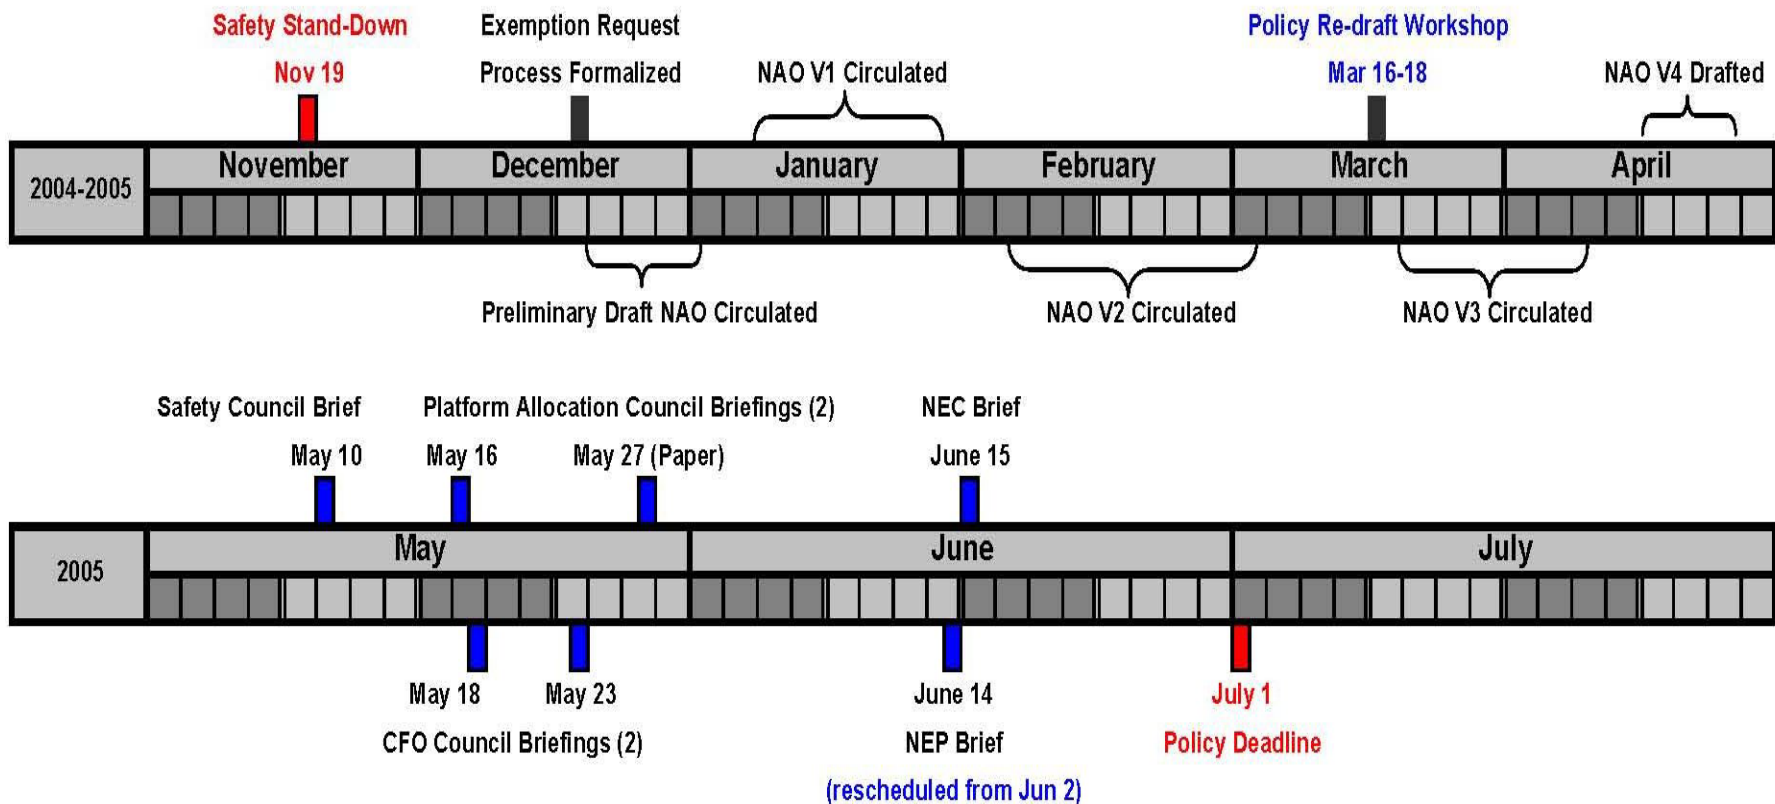 Safety Stand-Down
Nov 19
Exemption Request
Process Formalized
NAO V1 Circulated
Policy Re-draft Workshop
Mar 16-18
NAO V4 Drafted
2004-2005
November
December
January
February
March
April
Preliminary Draft NAO Circulated
NAO V2 Circulated
NAO V3 Circulated
Safety Council Brief
May 10
Platform Allocation Council Briefings (2)
May 16
May 27 (Paper)
NEC Brief
June 15
2005
May
June
July
May 18
May 23
CFO Council Briefings (2)
June 14
NEP Brief
(rescheduled from Jun 2)
July 1
Policy Deadline